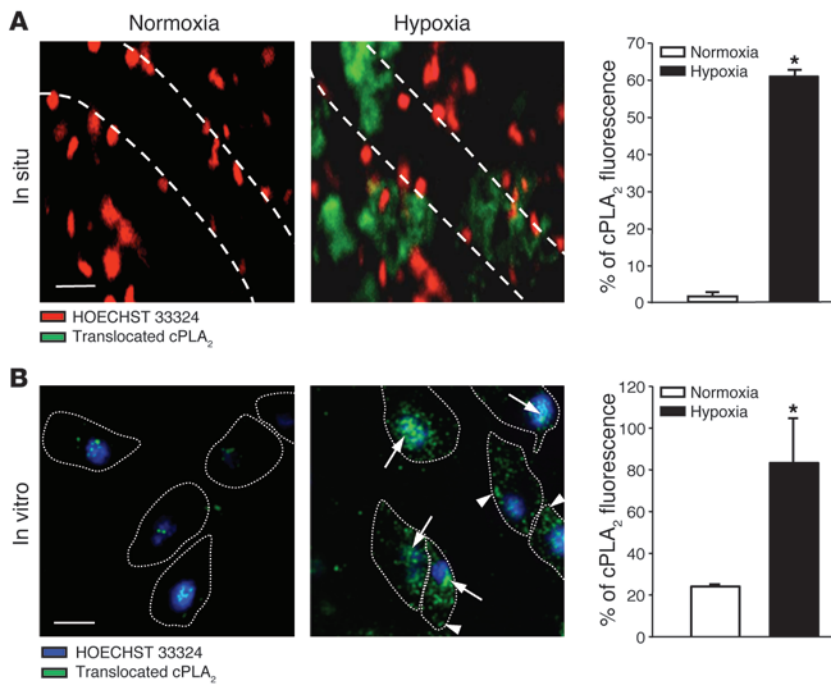 A
Normoxia
Hypoxia
In situ
HOECHST 33324
Translocated cPLA₂
% of cPLA₂ fluorescence
70
60
50
40
30
20
10
0
Normoxia
Hypoxia
*
B
In vitro
HOECHST 33324
Translocated cPLA₂
% of cPLA₂ fluorescence
120
100
80
60
40
20
0
Normoxia
Hypoxia
*